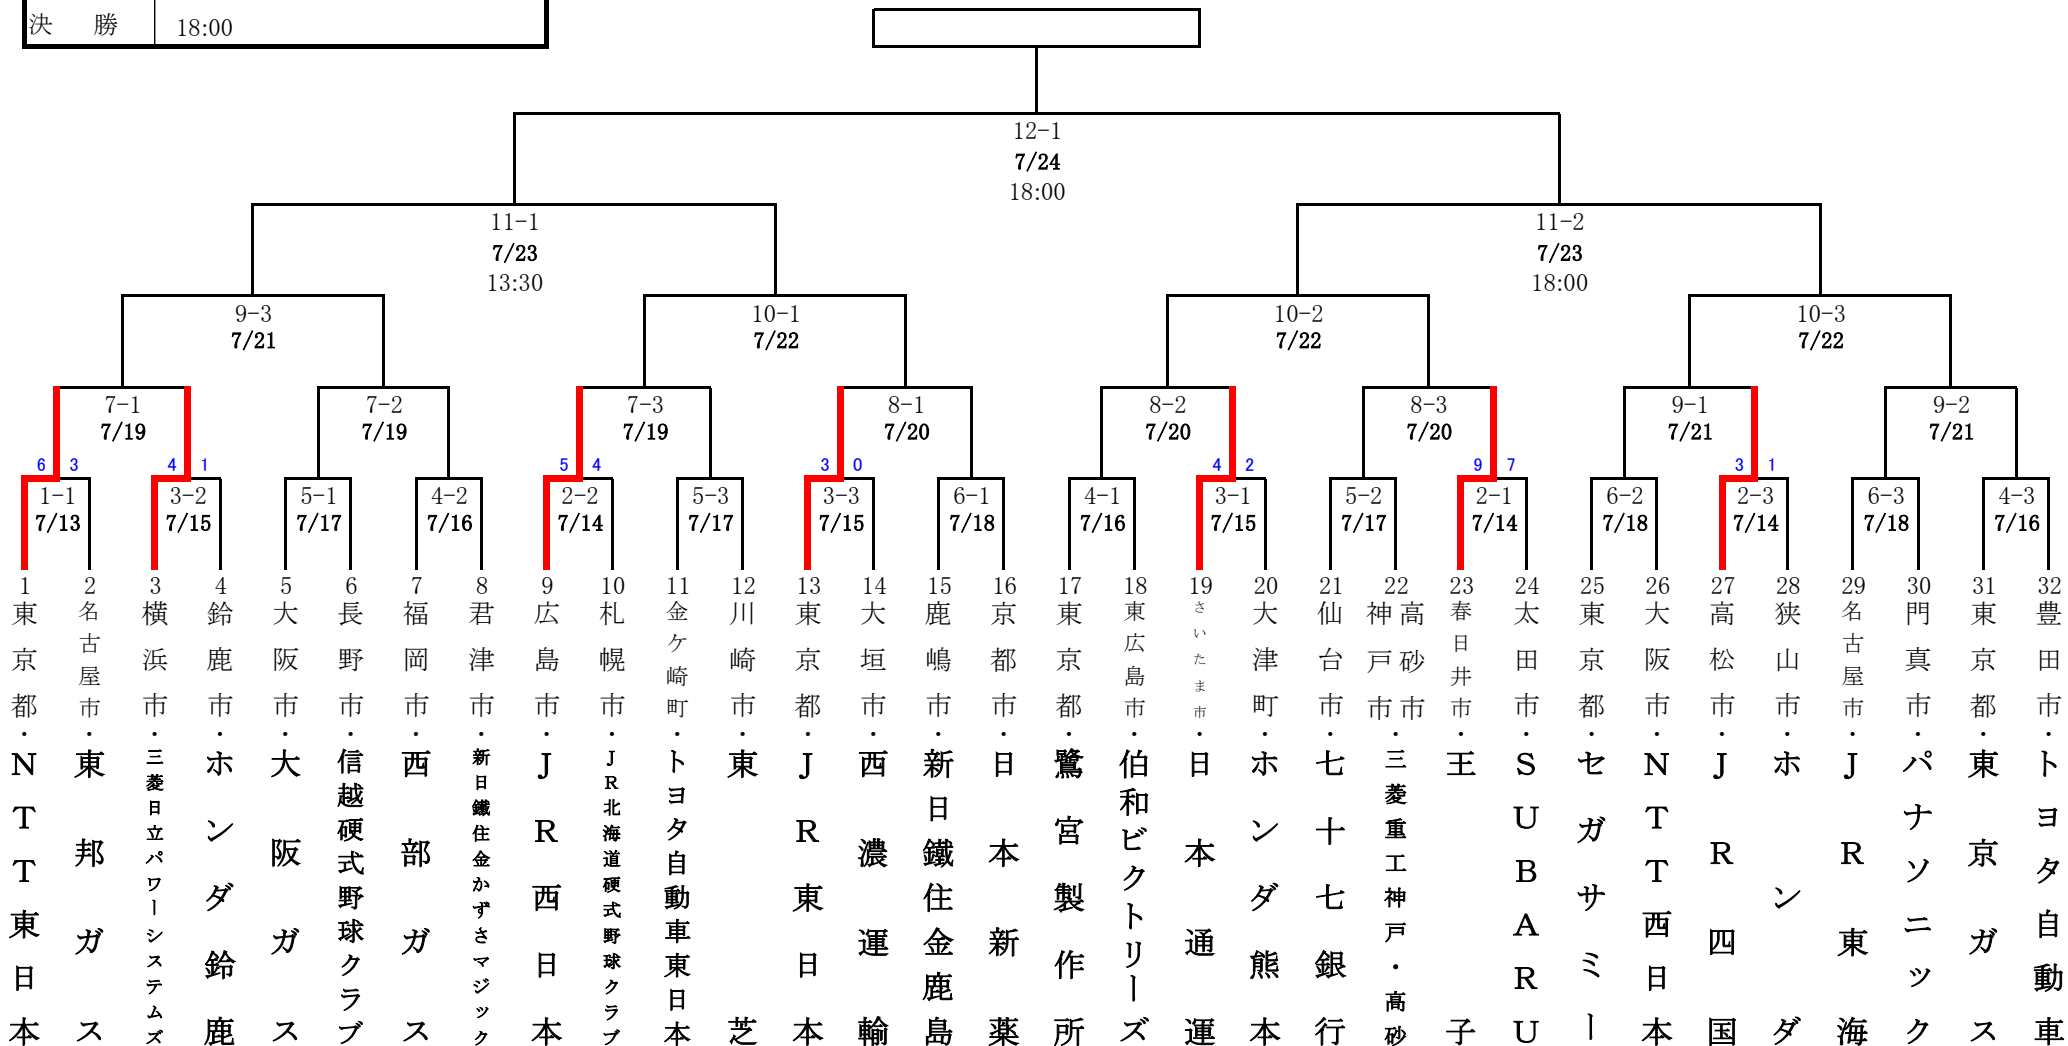 決　勝　18:00
12-1
7/24
18:00
11-1
7/23
13:30
11-2
7/23
18:00
9-3
7/21
10-1
7/22
10-2
7/22
10-3
7/22
7-1
7/19
7-2
7/19
7-3
7/19
8-1
7/20
8-2
7/20
8-3
7/20
9-1
7/21
9-2
7/21
6 3
4 1
5 4
3 0
4 2
9 7
3 1
1-1
7/13
3-2
7/15
5-1
7/17
4-2
7/16
2-2
7/14
5-3
7/17
3-3
7/15
6-1
7/18
4-1
7/16
3-1
7/15
5-2
7/17
2-1
7/14
6-2
7/18
2-3
7/14
6-3
7/18
4-3
7/16
1 東京都・NTT東日本
2 名古屋市・東邦ガス
3 横浜市・三菱日立パワーシステムズ
4 鈴鹿市・ホンダ鈴鹿
5 大阪市・大阪ガス
6 長野市・信越硬式野球クラブ
7 福岡市・西部ガス
8 君津市・新日鐵住金かずさマジック
9 広島市・JR西日本
10 札幌市・JR北海道硬式野球クラブ
11 金ケ崎町・トヨタ自動車東日本
12 川崎市・東芝
13 東京都・JR東日本
14 大垣市・西濃運輸
15 鹿嶋市・新日鐵住金鹿島
16 京都市・日本新薬
17 東京都・鷺宮製作所
18 東広島市・伯和ビクトリーズ
19 さいたま市・日本通運
20 大津町・ホンダ熊本
21 仙台市・七十七銀行
22 神戸市 高砂市・三菱重工神戸・高砂
23 春日井市・王子
24 太田市・SUBARU
25 東京都・セガサミー
26 大阪市・NTT西日本
27 高松市・JR四国
28 狭山市・ホンダ
29 名古屋市・JR東海
30 門真市・パナソニック
31 東京都・東京ガス
32 豊田市・トヨタ自動車